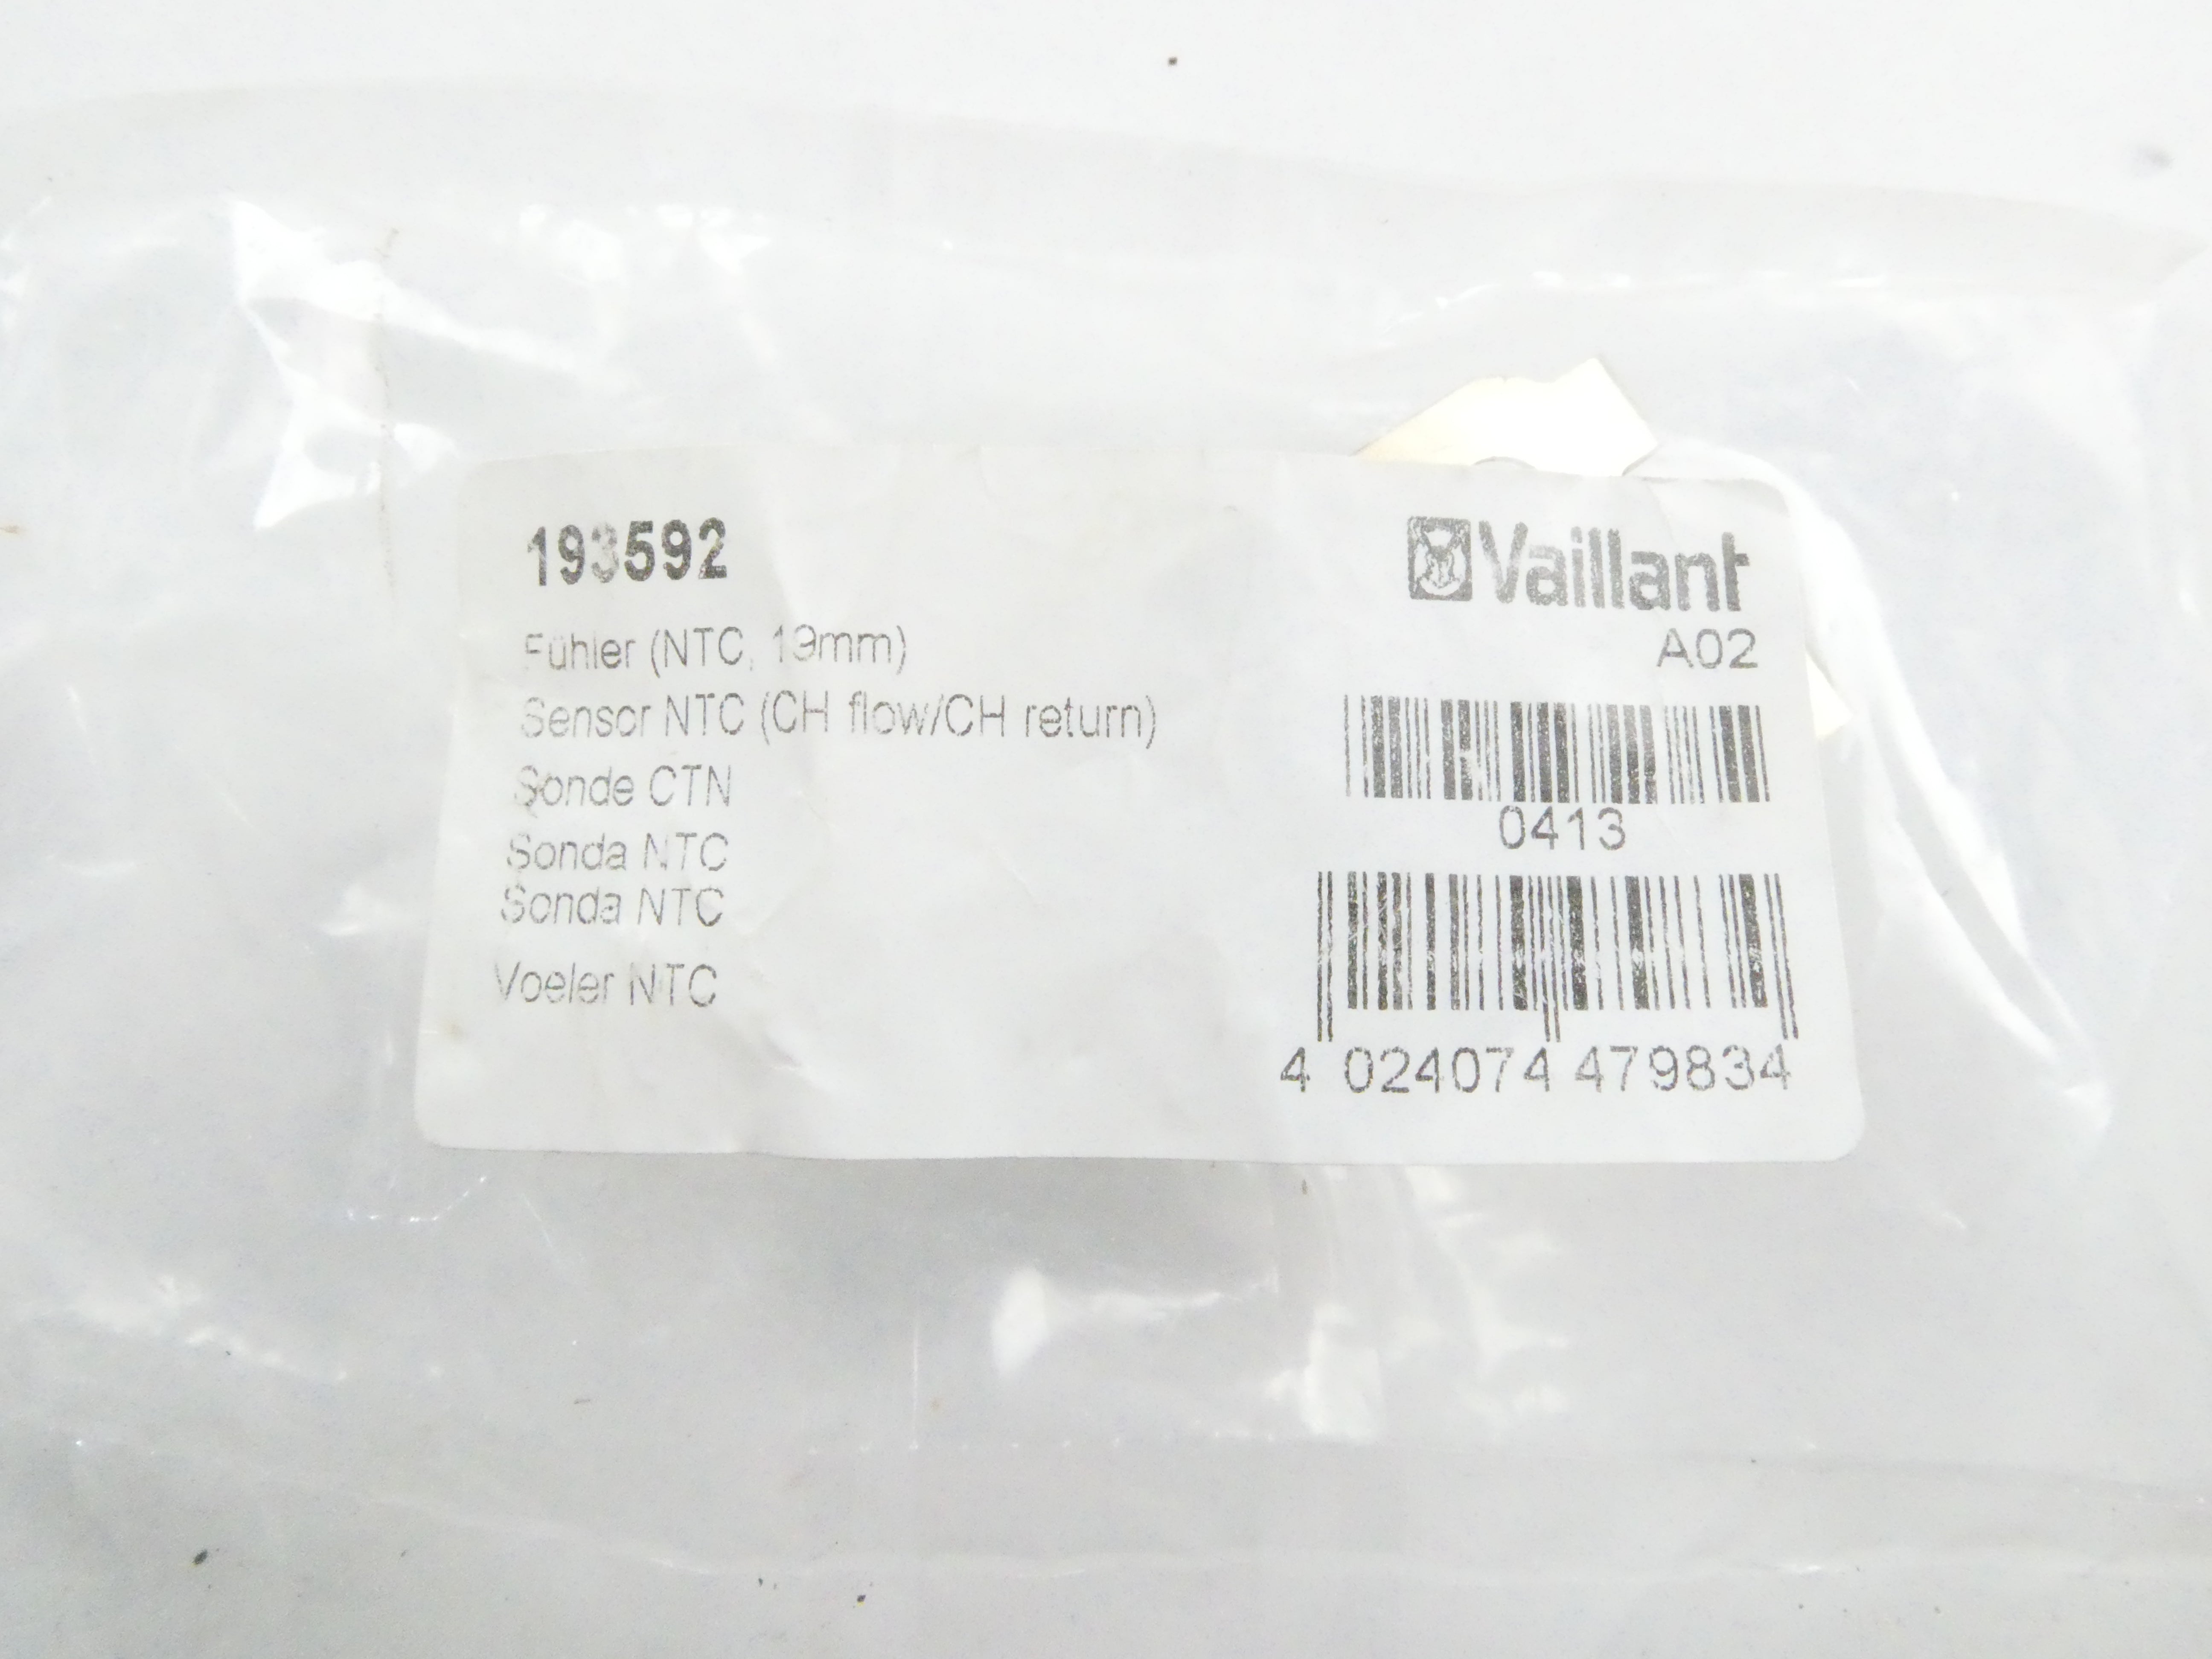 193592
Fühler (NTC, 19mm)
Sensor NTC (CH flow/CH return)
Sonde CTN
Sonda NTC
Sonda NTC
Voeler NTC
Vaillant
A02
0413
4 024074 479834